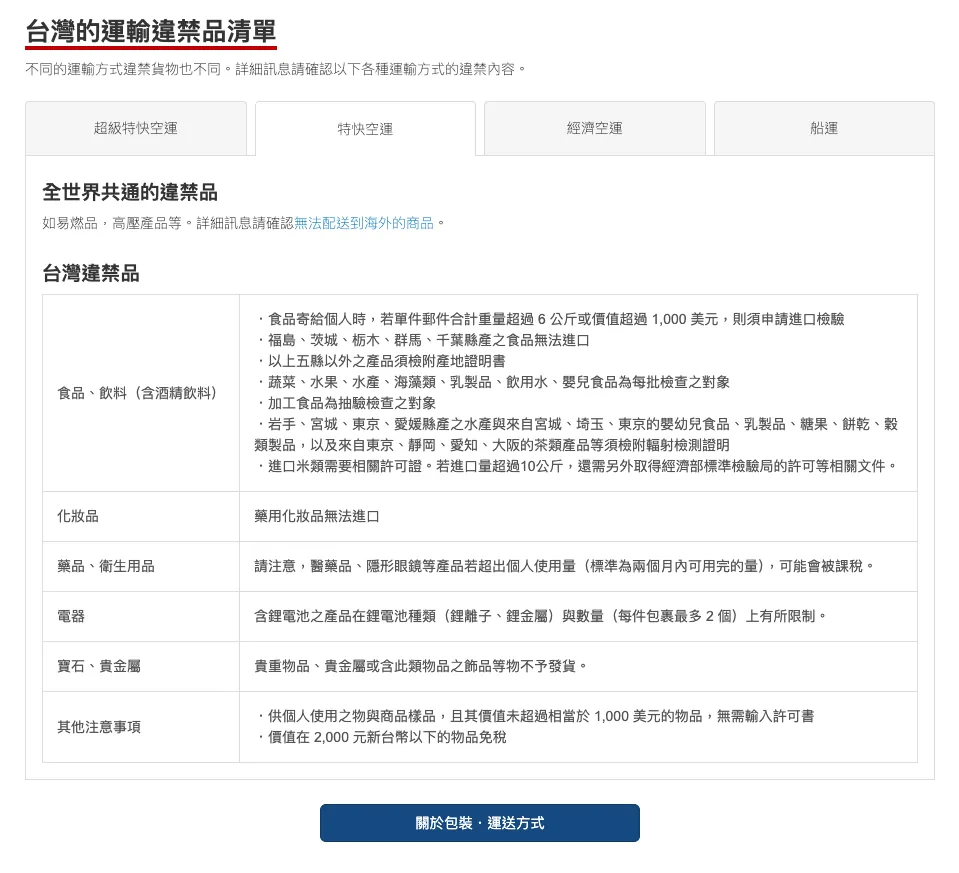 台灣的運輸違禁品清單
不同的運輸方式違禁貨物也不同。詳細訊息請確認以下各種運輸方式的違禁內容。
超級特快空運
特快空運
經濟空運
船運
全世界共通的違禁品
如易燃品，高壓產品等。詳細訊息請確認無法配送到海外的商品。
台灣違禁品
食品、飲料（含酒精飲料）
・食品寄給個人時，若單件郵件合計重量超過 6 公斤或價值超過 1,000 美元，則須申請進口檢驗
・福島、茨城、栃木、群馬、千葉縣產之食品無法進口
・以上五縣以外之產品須檢附產地證明書
・蔬菜、水果、水產、海藻類、乳製品、飲用水、嬰兒食品為每批檢查之對象
・加工食品為抽驗檢查之對象
・岩手、宮城、東京、愛媛縣產之水產與來自宮城、埼玉、東京的嬰幼兒食品、乳製品、糖果、餅乾、穀
類製品，以及來自東京、靜岡、愛知、大阪的茶類產品等須檢附輻射檢測證明
・進口米類需要相關許可證。若進口量超過10公斤，還需另外取得經濟部標準檢驗局的許可等相關文件。
化妝品
藥用化妝品無法進口
藥品、衛生用品
請注意，醫藥品、隱形眼鏡等產品若超出個人使用量（標準為兩個月內可用完的量），可能會被課稅。
電器
含鋰電池之產品在鋰電池種類（鋰離子、鋰金屬）與數量（每件包裹最多 2 個）上有所限制。
寶石、貴金屬
貴重物品、貴金屬或含此類物品之飾品等物不予發貨。
其他注意事項
・供個人使用之物與商品樣品，且其價值未超過相當於 1,000 美元的物品，無需輸入許可書
・價值在 2,000 元新台幣以下的物品免稅
關於包裝・運送方式